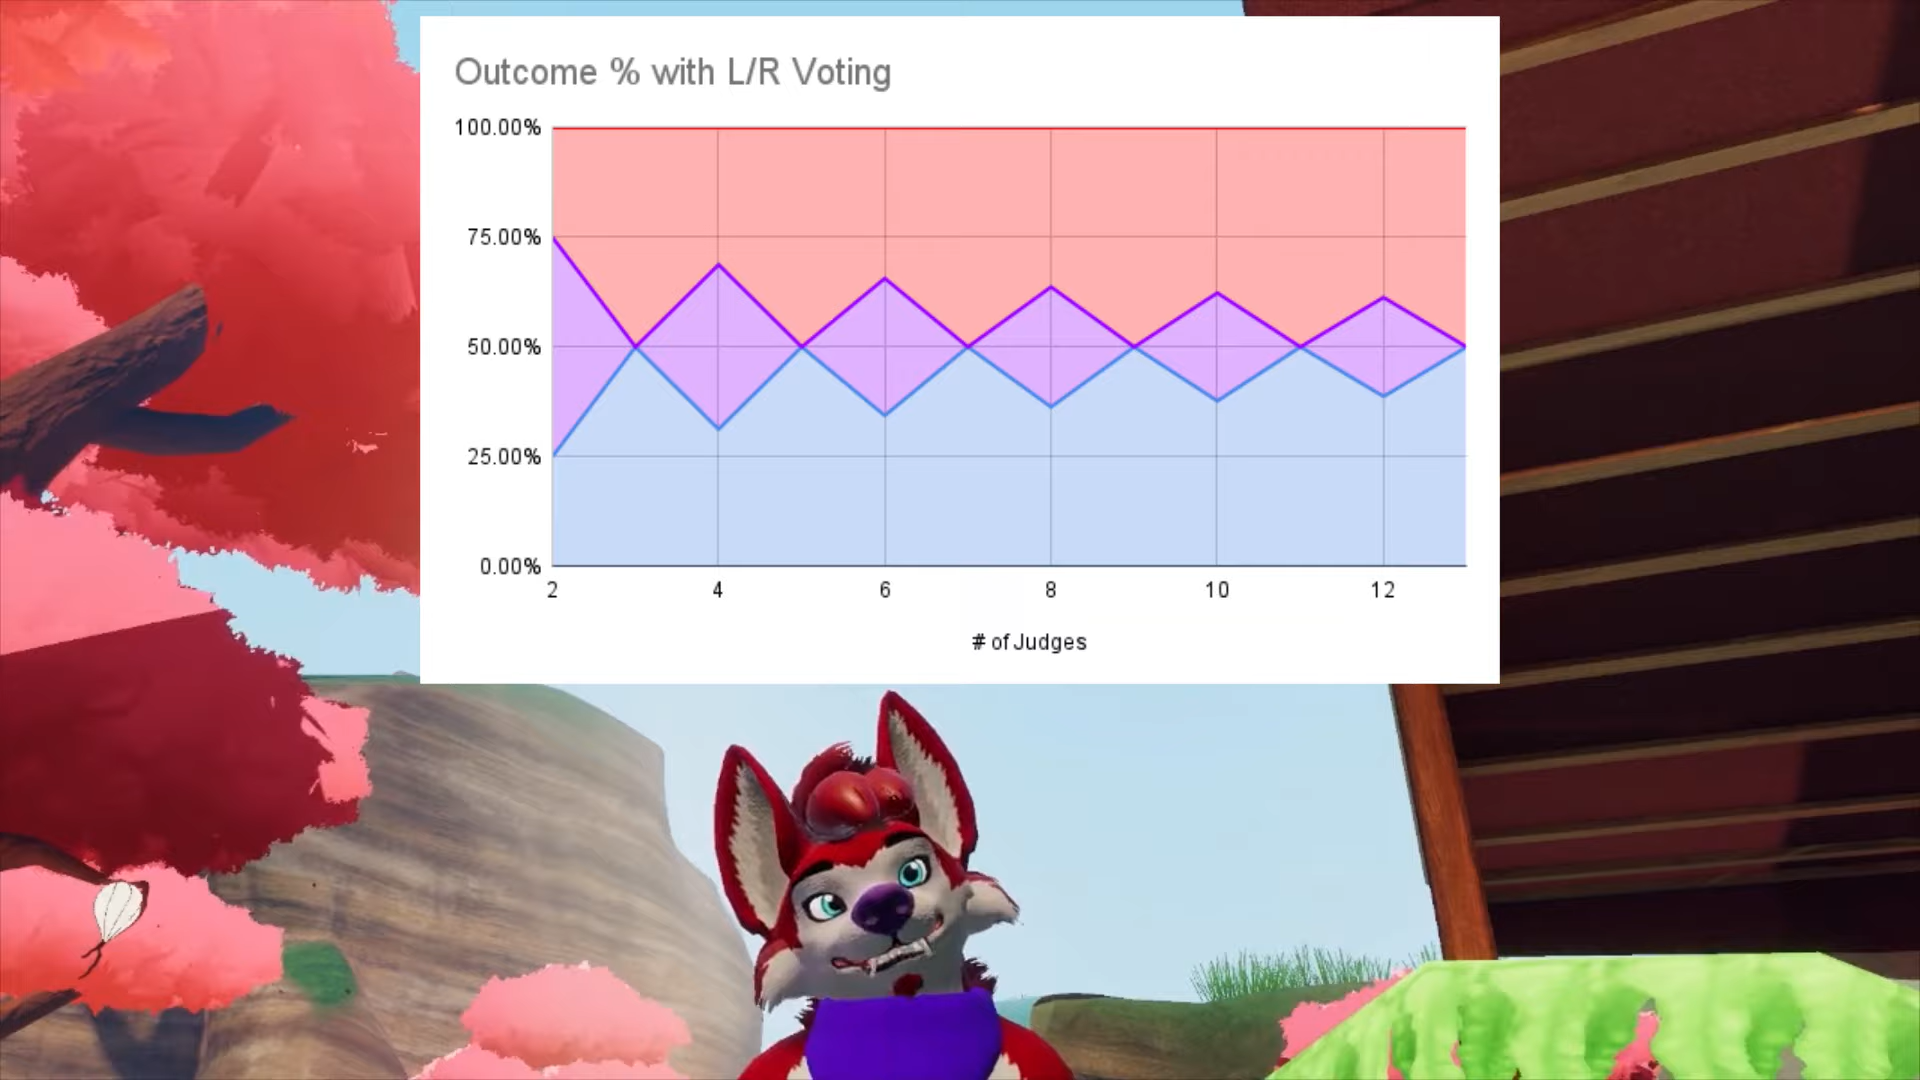 Outcome % with L/R Voting
100.00%
75.00%
50.00%
25.00%
0.00%
2 4 6 8 10 12
# of Judges